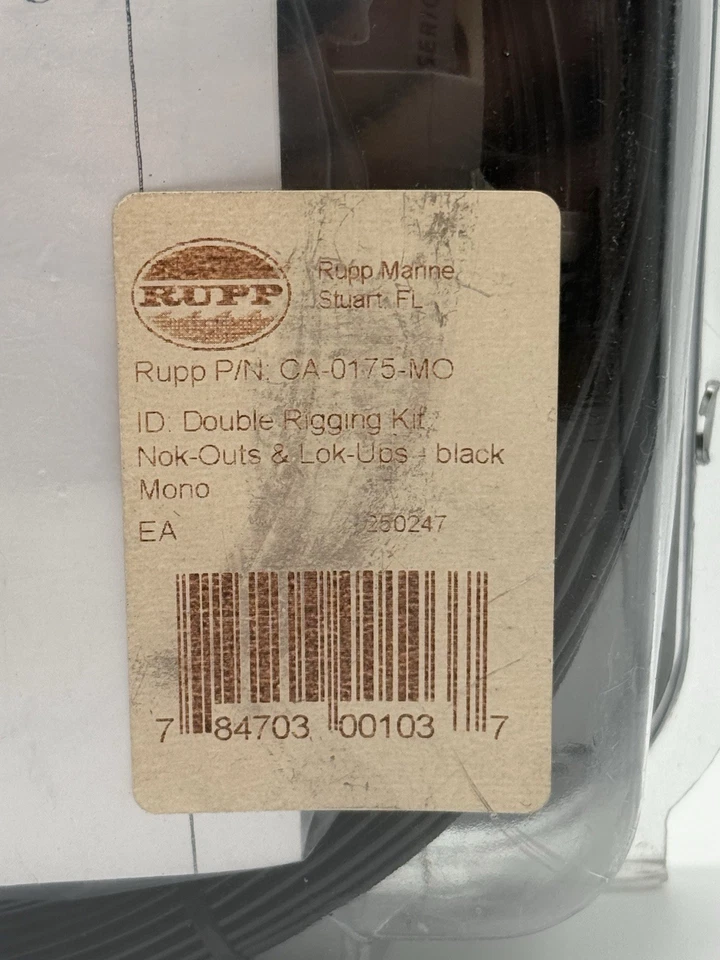 SERIO
RUPP
Rupp Marine,
Stuart, FL
Rupp P/N: CA-0175-MO
ID: Double Rigging Kit,
Nok-Outs & Lok-Ups - black
Mono
EA 250247
7 84703 00103 7